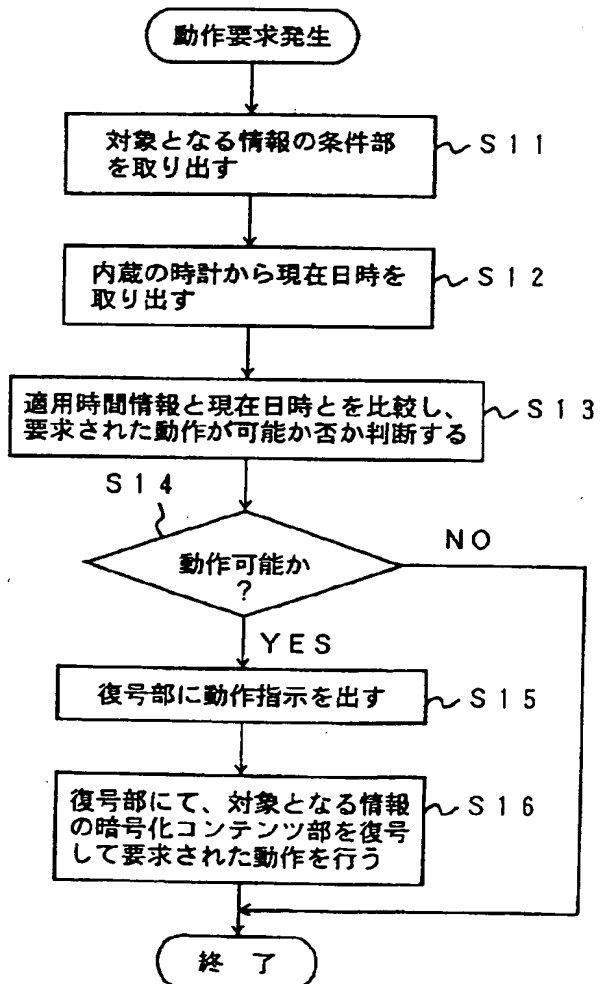 動作要求発生
対象となる情報の条件部
を取り出す
S11
内蔵の時計から現在日時を
取り出す
S12
適用時間情報と現在日時とを比較し、
要求された動作が可能か否か判断する
S13
S14
動作可能か
?
NO
YES
復号部に動作指示を出す
S15
復号部にて、対象となる情報
の暗号化コンテンツ部を復号
して要求された動作を行う
S16
終 了